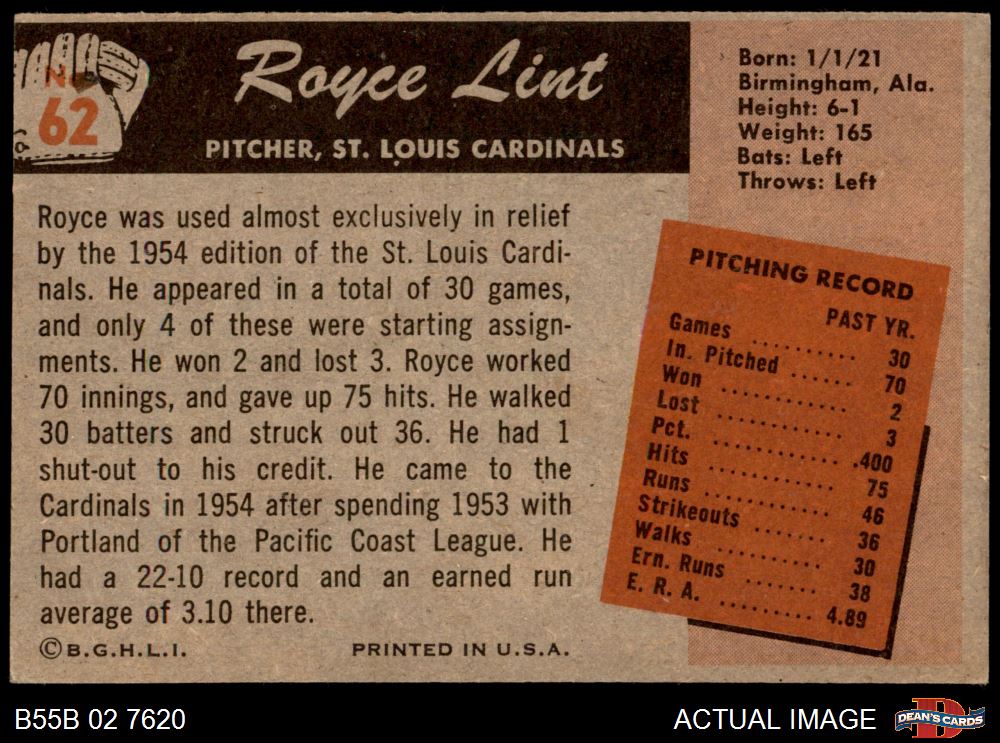 No.
62
Royce Lint
PITCHER, ST. LOUIS CARDINALS
Born: 1/1/21
Birmingham, Ala.
Height: 6-1
Weight: 165
Bats: Left
Throws: Left
Royce was used almost exclusively in relief
by the 1954 edition of the St. Louis Cardi-
nals. He appeared in a total of 30 games,
and only 4 of these were starting assign-
ments. He won 2 and lost 3. Royce worked
70 innings, and gave up 75 hits. He walked
30 batters and struck out 36. He had 1
shut-out to his credit. He came to the
Cardinals in 1954 after spending 1953 with
Portland of the Pacific Coast League. He
had a 22-10 record and an earned run
average of 3.10 there.
©B.G.H.L.I. PRINTED IN U.S.A.
PITCHING RECORD
PAST YR.
Games .......... 30
In. Pitched ...... 70
Won ............ 2
Lost ............ 3
Pct. ............ .400
Hits ............ 75
Runs ............ 46
Strikeouts ....... 36
Walks .......... 30
Ern. Runs ...... 38
E. R. A. ......... 4.89
B55B 02 7620
ACTUAL IMAGE
DEAN'S CARDS